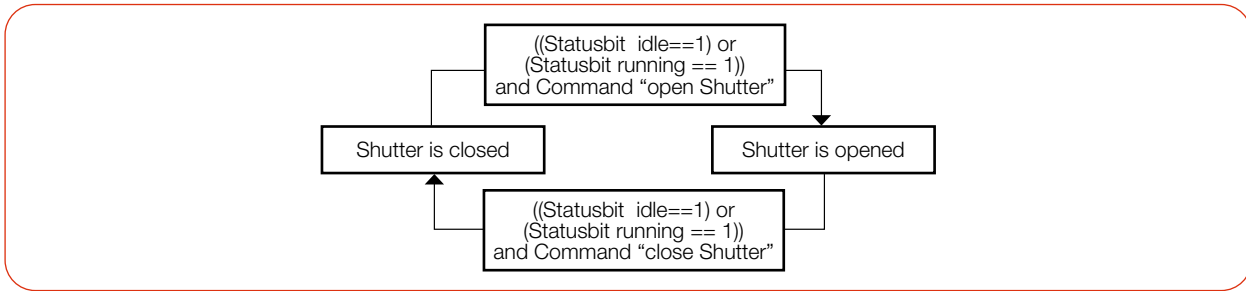 ((Statusbit  idle==1) or
(Statusbit running == 1))
and Command “open Shutter”
Shutter is closed
Shutter is opened
((Statusbit  idle==1) or
(Statusbit running == 1))
and Command “close Shutter”